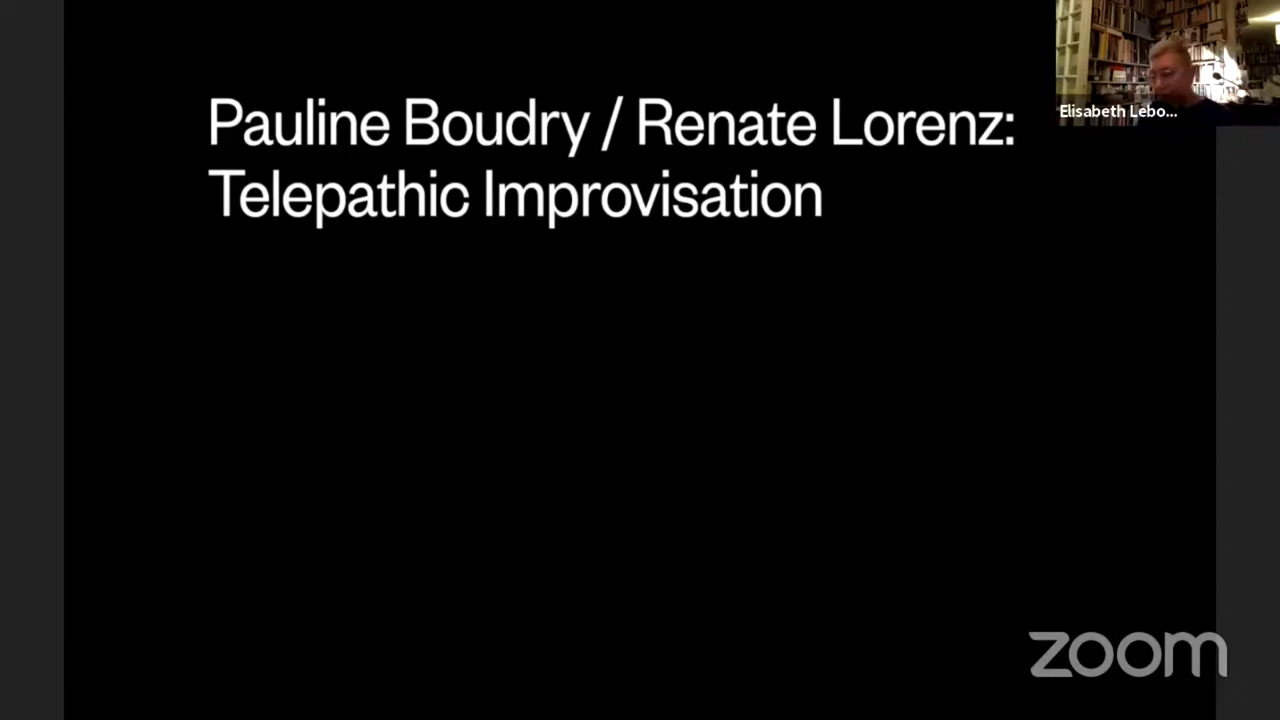 Pauline Boudry / Renate Lorenz:
Telepathic Improvisation
Elisabeth Lebo...
zoom